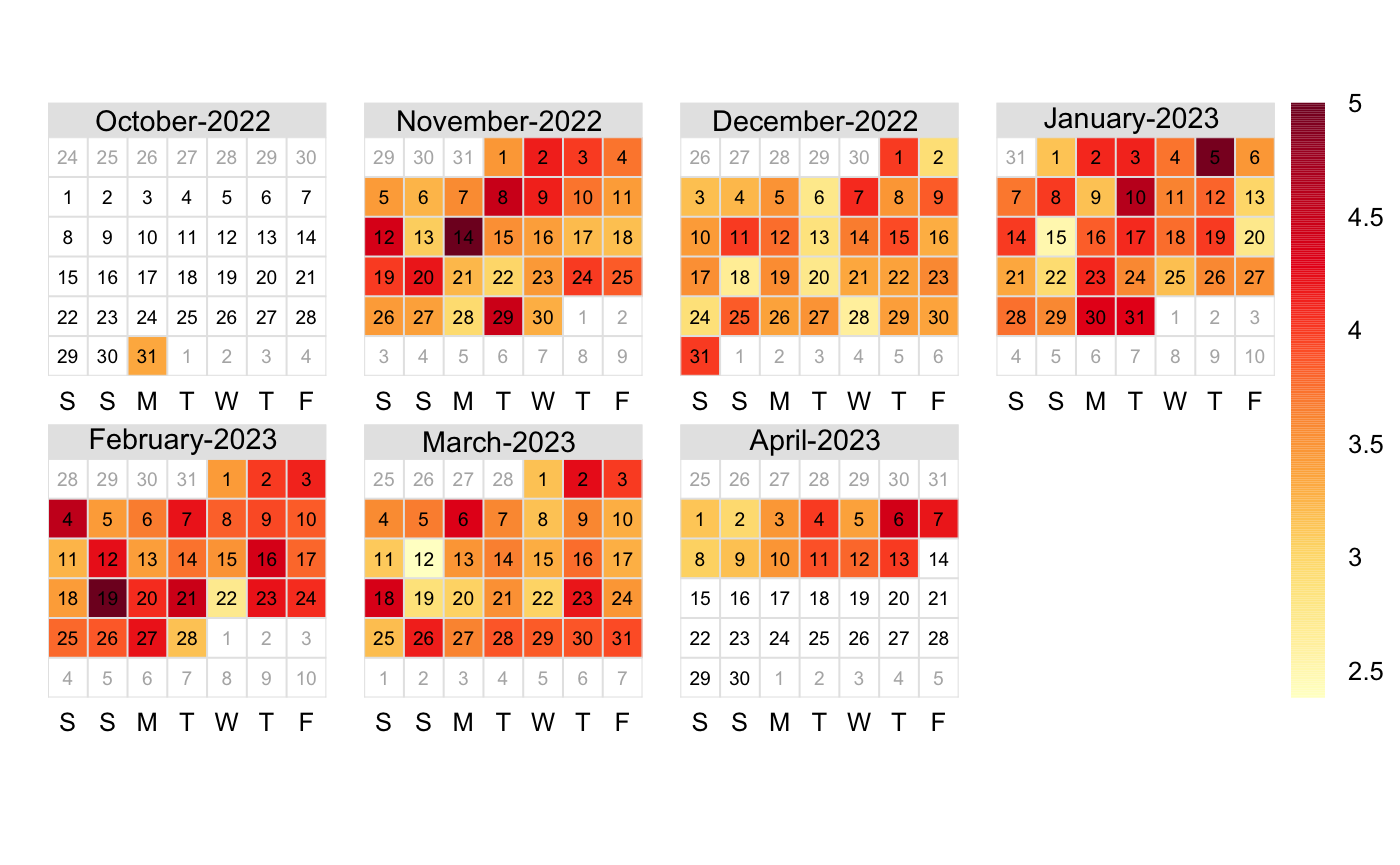 October-2022 November-2022 December-2022 January-2023
24 25 26 27 28 29 30 29 30 31 1 2 3 4 26 27 28 29 30 1 2 31 1 2 3 4 5 6
1 2 3 4 5 6 7 5 6 7 8 9 10 11 3 4 5 6 7 8 9 7 8 9 10 11 12 13
8 9 10 11 12 13 14 12 13 14 15 16 17 18 10 11 12 13 14 15 16 14 15 16 17 18 19 20
15 16 17 18 19 20 21 19 20 21 22 23 24 25 17 18 19 20 21 22 23 21 22 23 24 25 26 27
22 23 24 25 26 27 28 26 27 28 29 30 1 2 24 25 26 27 28 29 30 28 29 30 31 1 2 3
29 30 31 1 2 3 4 3 4 5 6 7 8 9 31 1 2 3 4 5 6 4 5 6 7 8 9 10
S S M T W T F S S M T W T F S S M T W T F S S M T W T F
February-2023 March-2023 April-2023
28 29 30 31 1 2 3 25 26 27 28 1 2 3 25 26 27 28 29 30 31
4 5 6 7 8 9 10 4 5 6 7 8 9 10 1 2 3 4 5 6 7
11 12 13 14 15 16 17 11 12 13 14 15 16 17 8 9 10 11 12 13 14
18 19 20 21 22 23 24 18 19 20 21 22 23 24 15 16 17 18 19 20 21
25 26 27 28 1 2 3 25 26 27 28 29 30 31 22 23 24 25 26 27 28
4 5 6 7 8 9 10 1 2 3 4 5 6 7 29 30 1 2 3 4 5
S S M T W T F S S M T W T F S S M T W T F
5
4.5
4
3.5
3
2.5